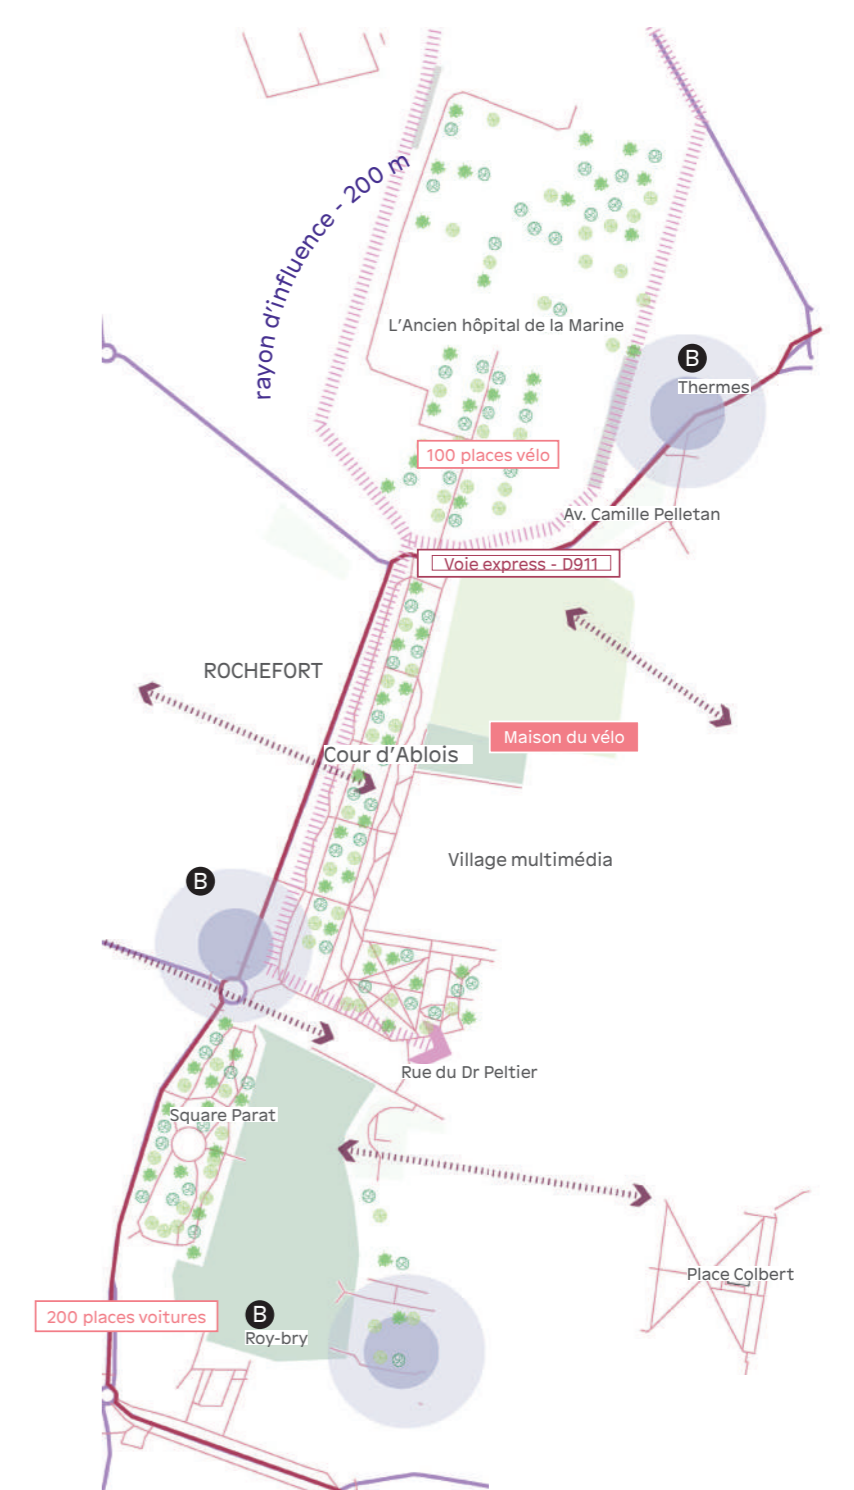 rayon d'influence - 200 m
L'Ancien hôpital de la Marine
B
Thermes
100 places vélo
Av. Camille Pelletan
Voie express - D911
ROCHEFORT
Maison du vélo
Cour d'Ablois
Village multimédia
B
Rue du Dr Peltier
Square Parat
Place Colbert
200 places voitures
B
Roy-bry